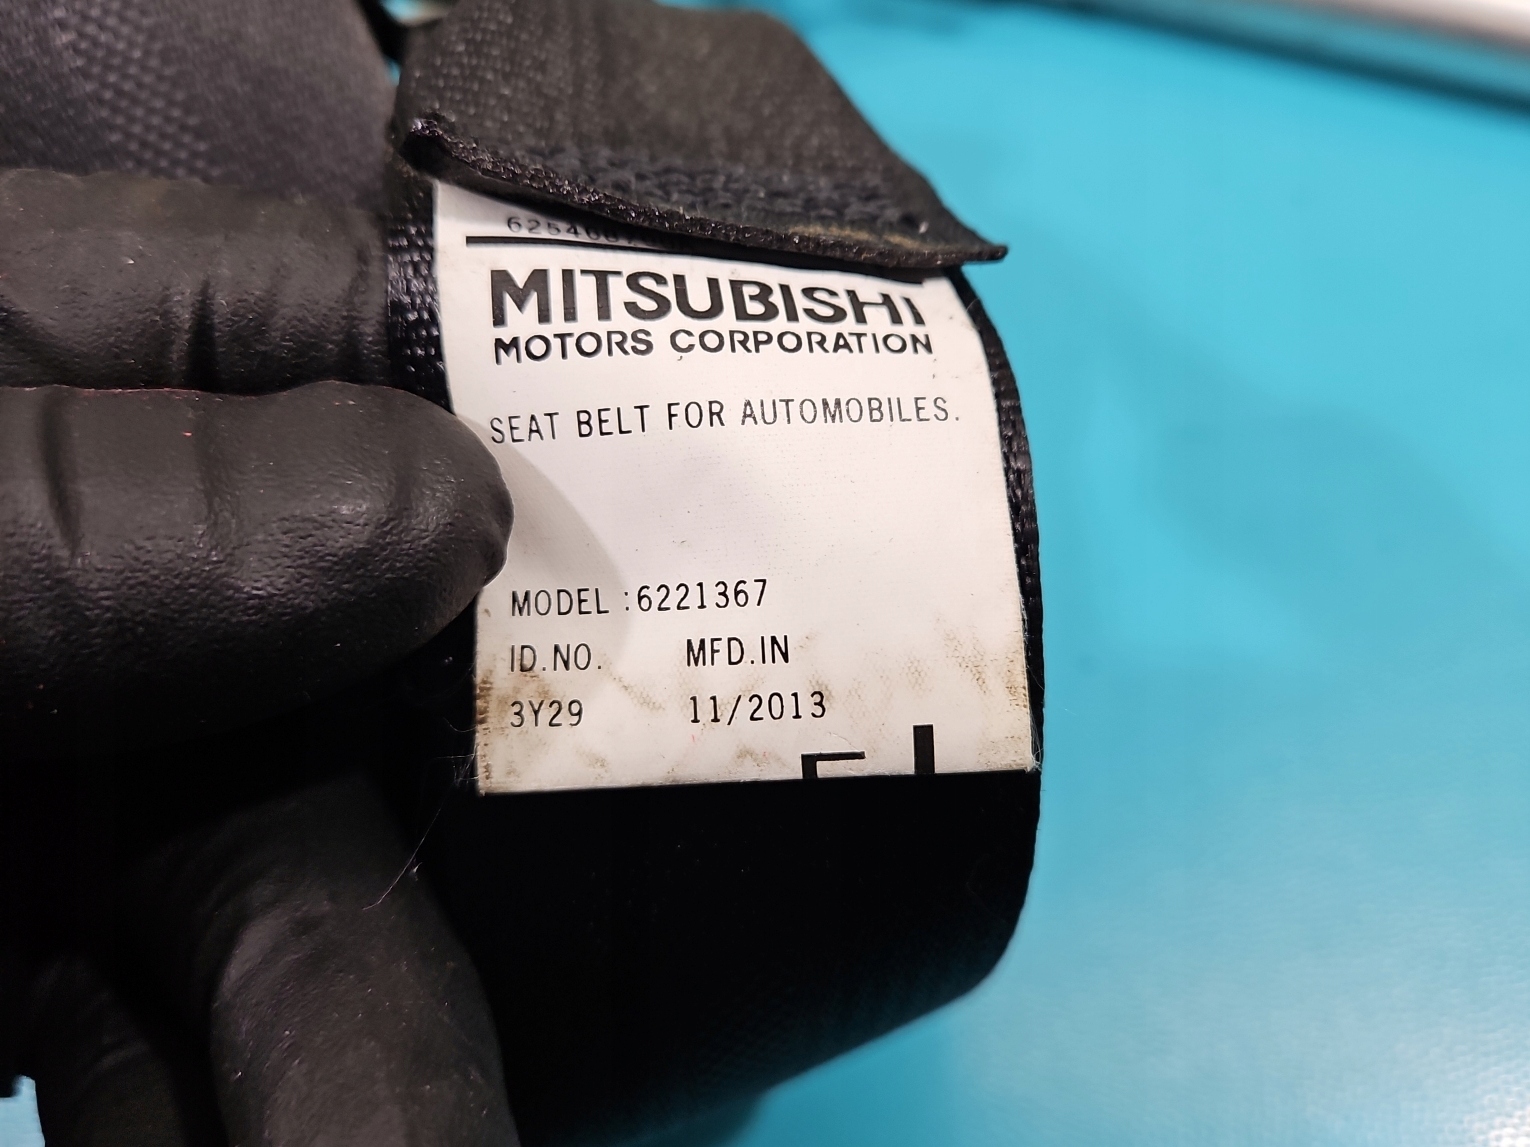 MITSUBISHI
MOTORS CORPORATION
SEAT BELT FOR AUTOMOBILES.
MODEL :6221367
ID.NO. MFD.IN
3Y29 11/2013